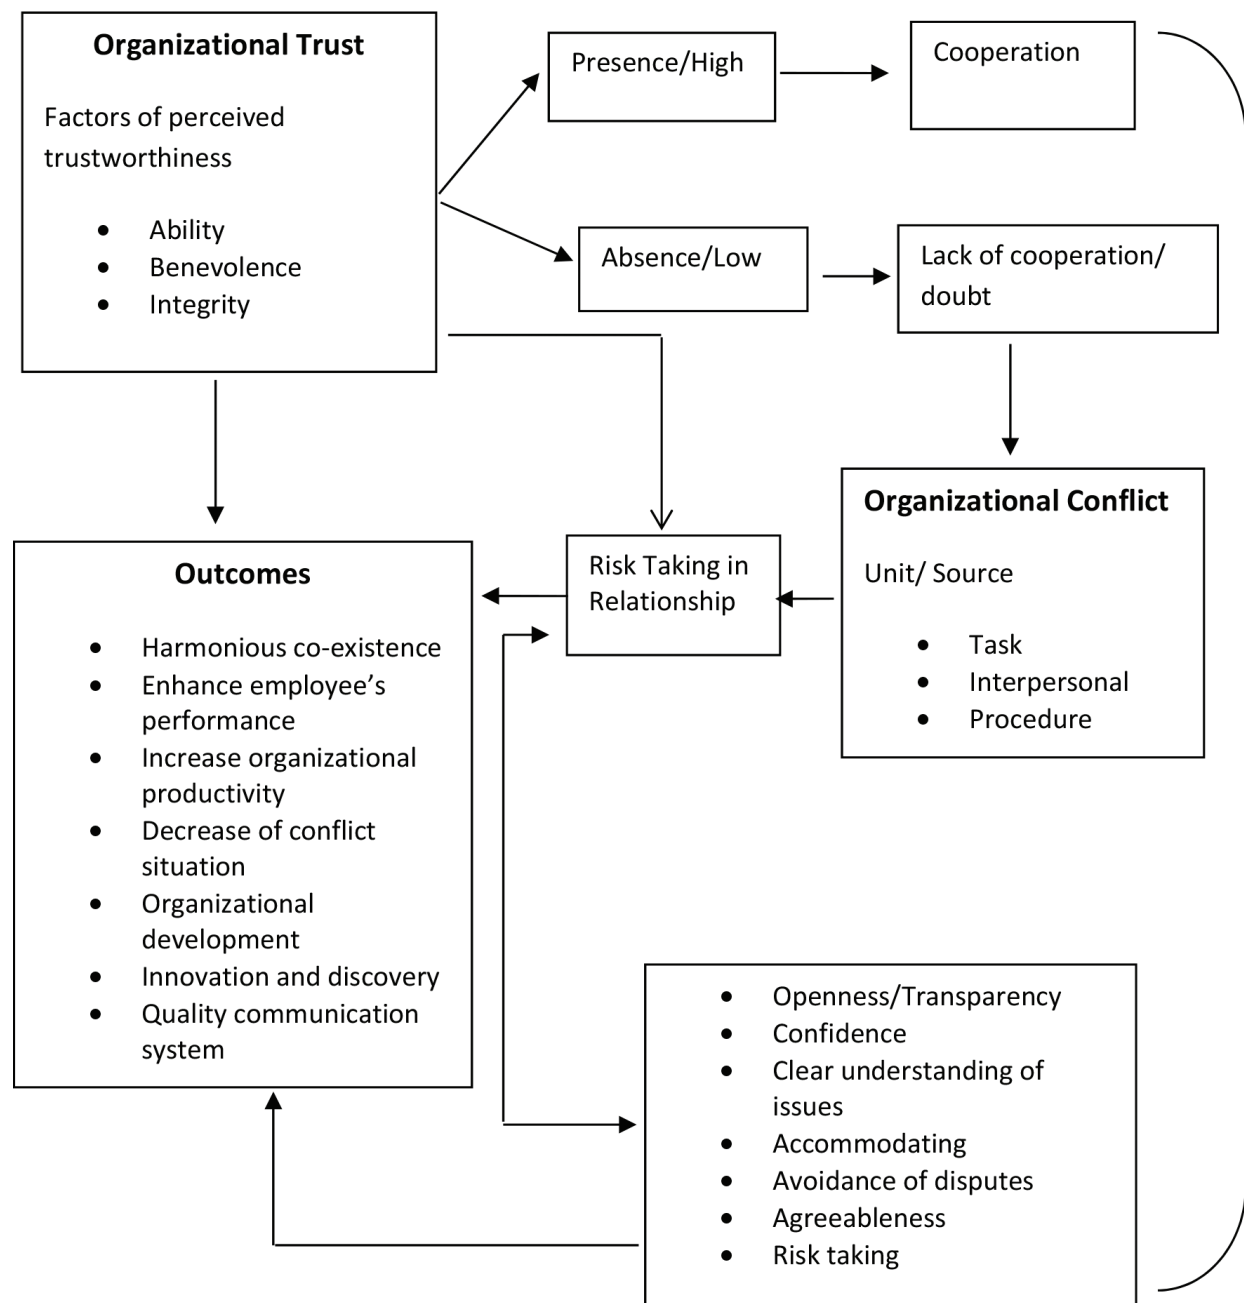 Organizational Trust
Factors of perceived
trustworthiness
• Ability
• Benevolence
• Integrity
Presence/High
Cooperation
Absence/Low
Lack of cooperation/
doubt
Organizational Conflict
Unit/ Source
• Task
• Interpersonal
• Procedure
Risk Taking in
Relationship
Outcomes
• Harmonious co-existence
• Enhance employee’s
performance
• Increase organizational
productivity
• Decrease of conflict
situation
• Organizational
development
• Innovation and discovery
• Quality communication
system
• Openness/Transparency
• Confidence
• Clear understanding of
issues
• Accommodating
• Avoidance of disputes
• Agreeableness
• Risk taking